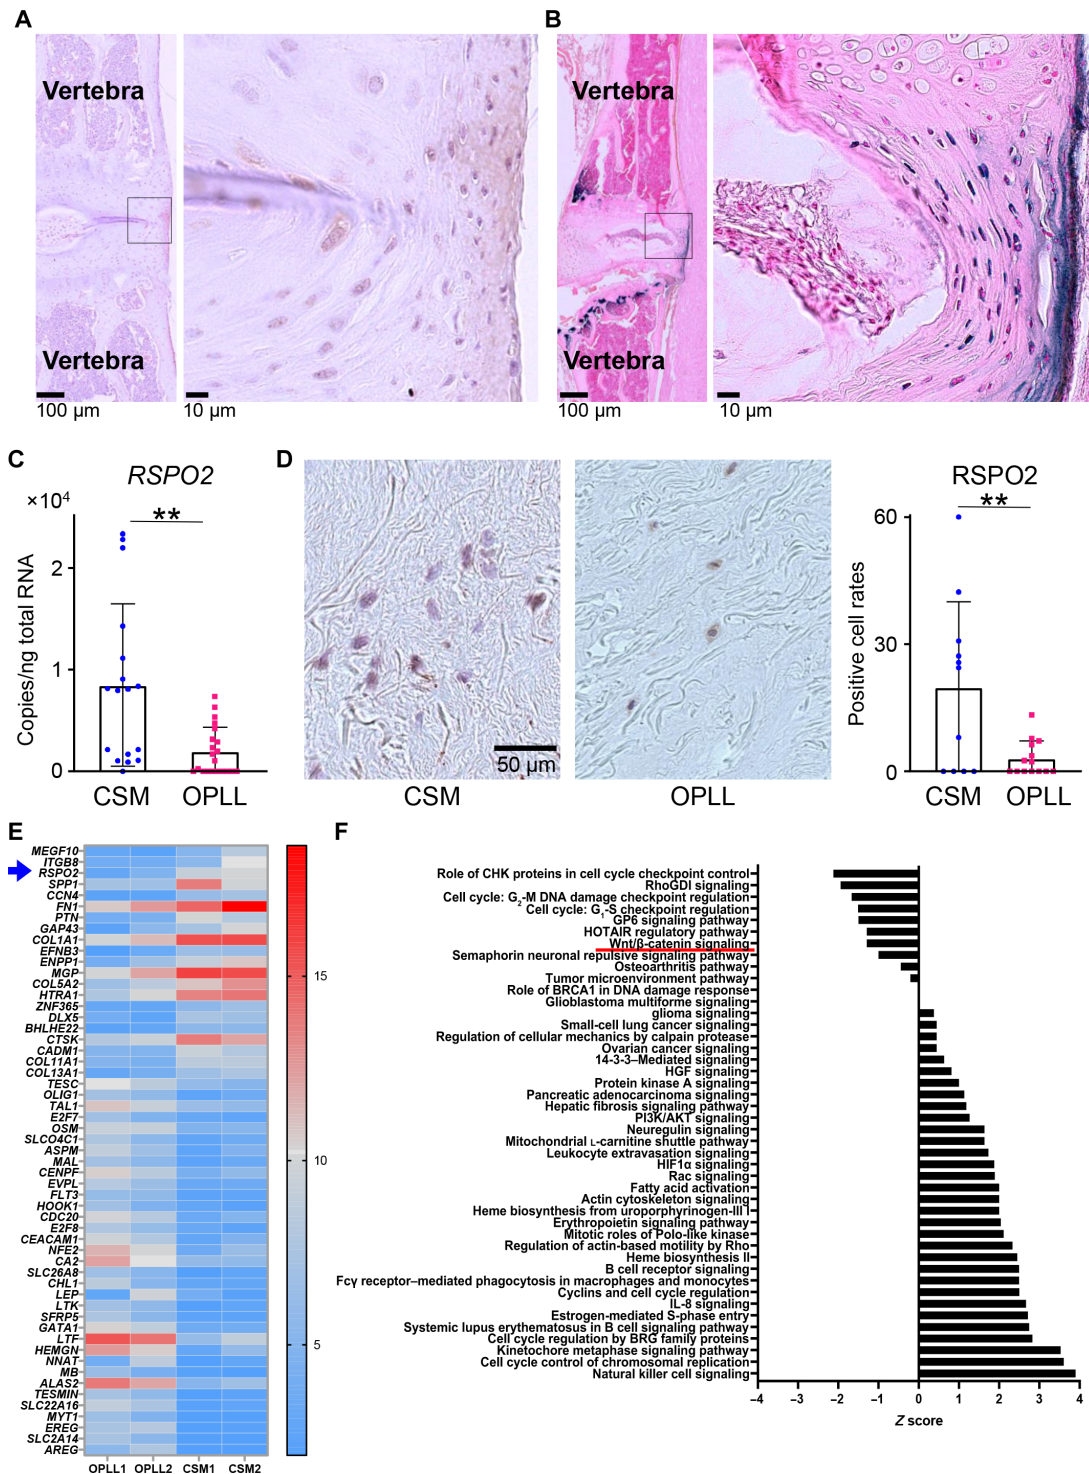 A
B
Vertebra
Vertebra
Vertebra
Vertebra
100 µm
10 µm
100 µm
10 µm
C
D
RSPO2
×10⁴
**
Copies/ng total RNA
2
1
0
CSM
OPLL
50 µm
CSM
OPLL
RSPO2
**
Positive cell rates
60
30
0
CSM
OPLL
E
F
MEGF10
ITGB8
RSPO2
SPP1
CCN4
FN1
PTN
GAP43
COL1A1
EFNB3
ENPP1
MGP
COL5A2
HTRA1
ZNF365
DLX5
BHLHE22
CTSK
CADM1
COL11A1
COL13A1
TESC
OLIG1
TAL1
E2F7
OSM
SLCO4C1
ASPM
MAL
CENPF
EVPL
FLT3
HOOK1
CDC20
E2F8
CEACAM1
NFE2
CA2
SLC26A8
CHL1
LEP
LTK
SFRP5
GATA1
LTF
HEMGN
NNAT
MB
ALAS2
TESMIN
SLC22A16
MYT1
EREG
SLC2A14
AREG
OPLL1
OPLL2
CSM1
CSM2
15
10
5
Role of CHK proteins in cell cycle checkpoint control
RhoGDI signaling
Cell cycle: G₂-M DNA damage checkpoint regulation
Cell cycle: G₁-S checkpoint regulation
GP6 signaling pathway
HOTAIR regulatory pathway
Wnt/β-catenin signaling
Semaphorin neuronal repulsive signaling pathway
Osteoarthritis pathway
Tumor microenvironment pathway
Role of BRCA1 in DNA damage response
Glioblastoma multiforme signaling
glioma signaling
Small-cell lung cancer signaling
Regulation of cellular mechanics by calpain protease
Ovarian cancer signaling
14-3-3–Mediated signaling
HGF signaling
Protein kinase A signaling
Pancreatic adenocarcinoma signaling
Hepatic fibrosis signaling pathway
PI3K/AKT signaling
Neuregulin signaling
Mitochondrial L-carnitine shuttle pathway
Leukocyte extravasation signaling
HIF1α signaling
Rac signaling
Fatty acid activation
Actin cytoskeleton signaling
Heme biosynthesis from uroporphyrinogen-III I
Erythropoietin signaling pathway
Mitotic roles of Polo-like kinase
Regulation of actin-based motility by Rho
Heme biosynthesis II
B cell receptor signaling
Fcγ receptor–mediated phagocytosis in macrophages and monocytes
Cyclins and cell cycle regulation
IL-8 signaling
Estrogen-mediated S-phase entry
Systemic lupus erythematosus in B cell signaling pathway
Cell cycle regulation by BRG family proteins
Kinetochore metaphase signaling pathway
Cell cycle control of chromosomal replication
Natural killer cell signaling
−4 −3 −2 −1 0 1 2 3 4
Z score